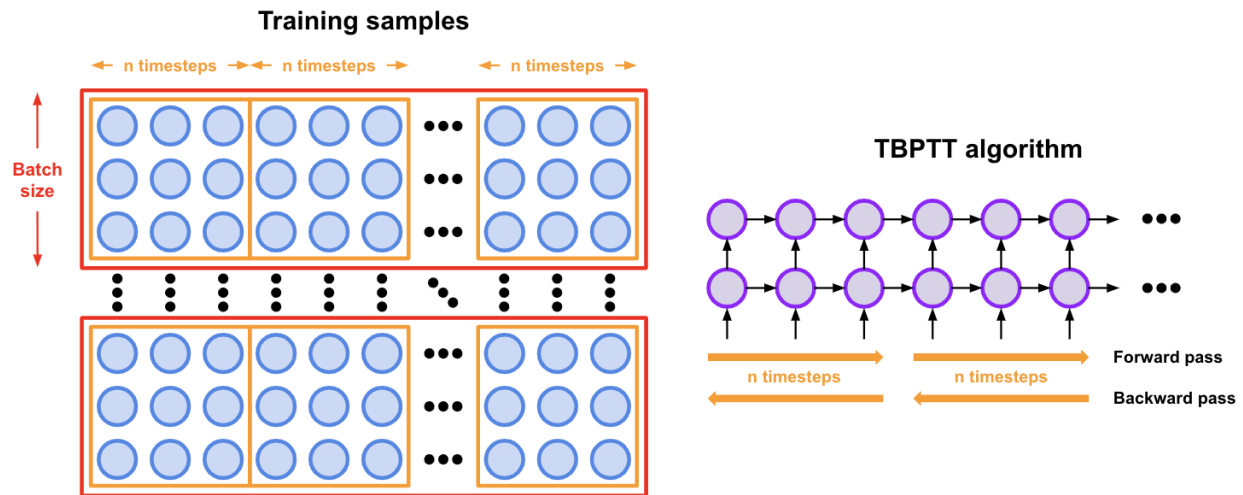 Training samples
n timesteps
n timesteps
n timesteps
Batch
size
TBPTT algorithm
Forward pass
n timesteps
n timesteps
Backward pass